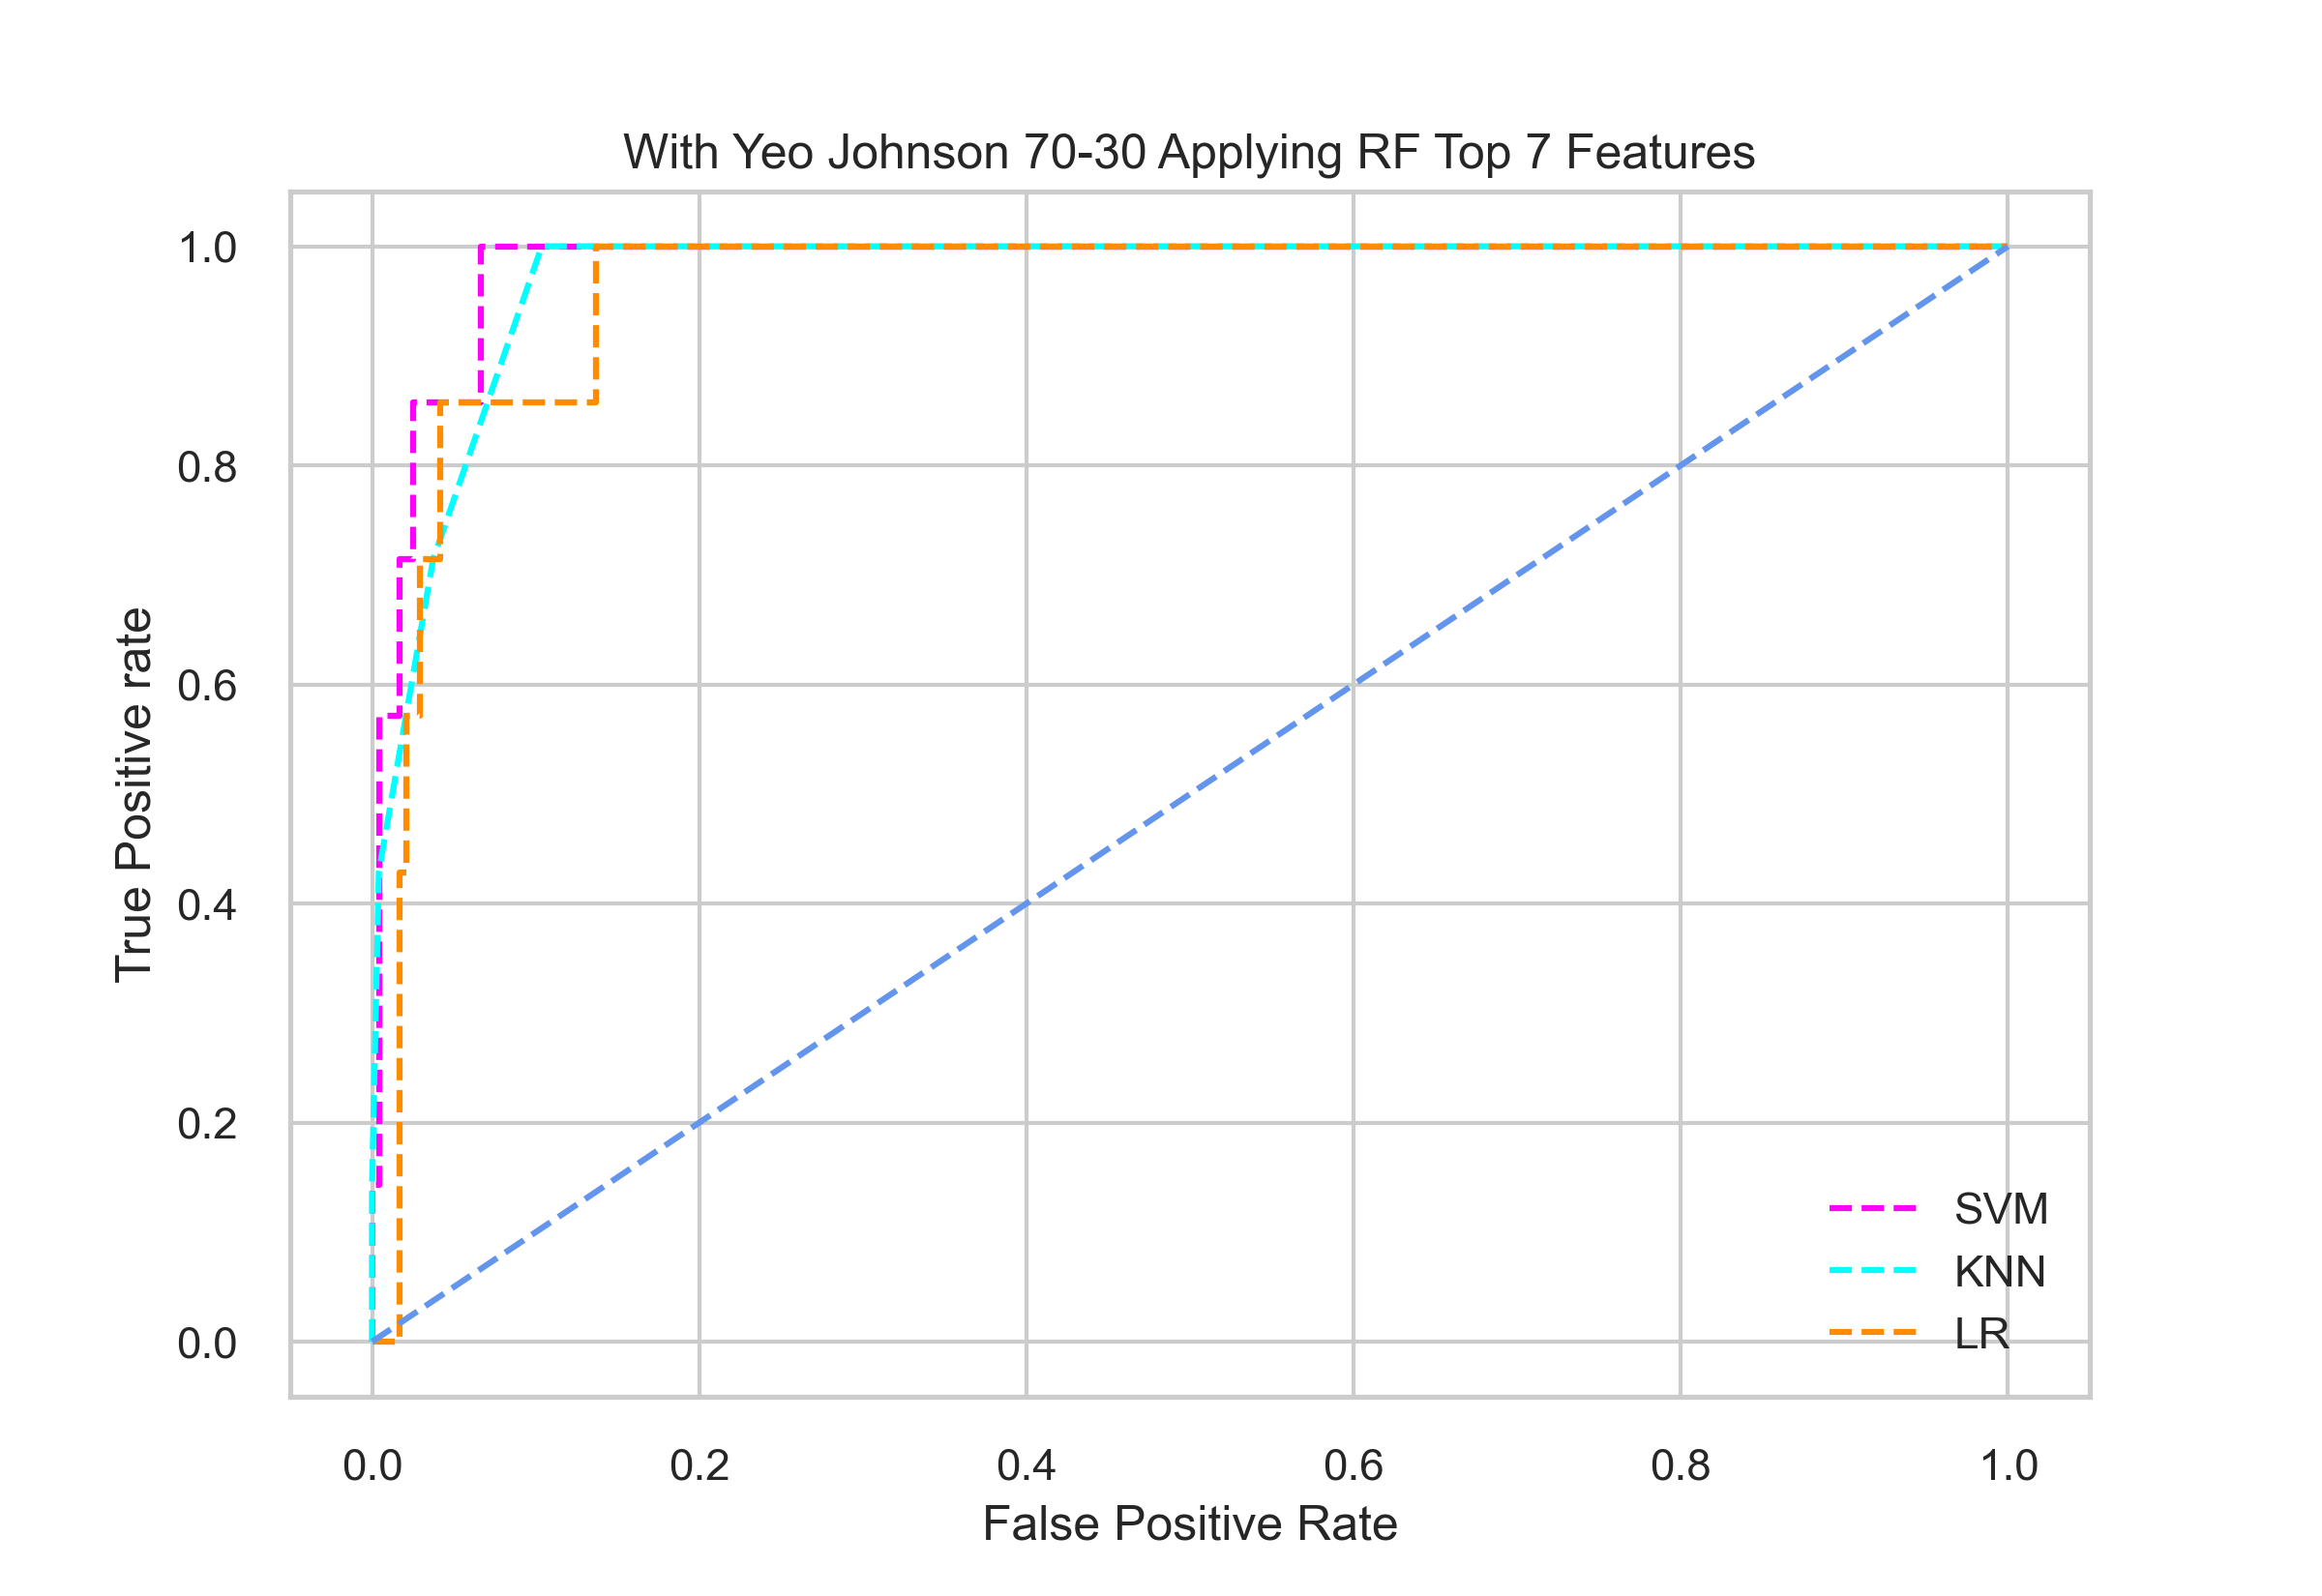 With Yeo Johnson 70-30 Applying RF Top 7 Features
True Positive rate
1.0
0.8
0.6
0.4
0.2
0.0
SVM
KNN
LR
0.0 0.2 0.4 0.6 0.8 1.0
False Positive Rate